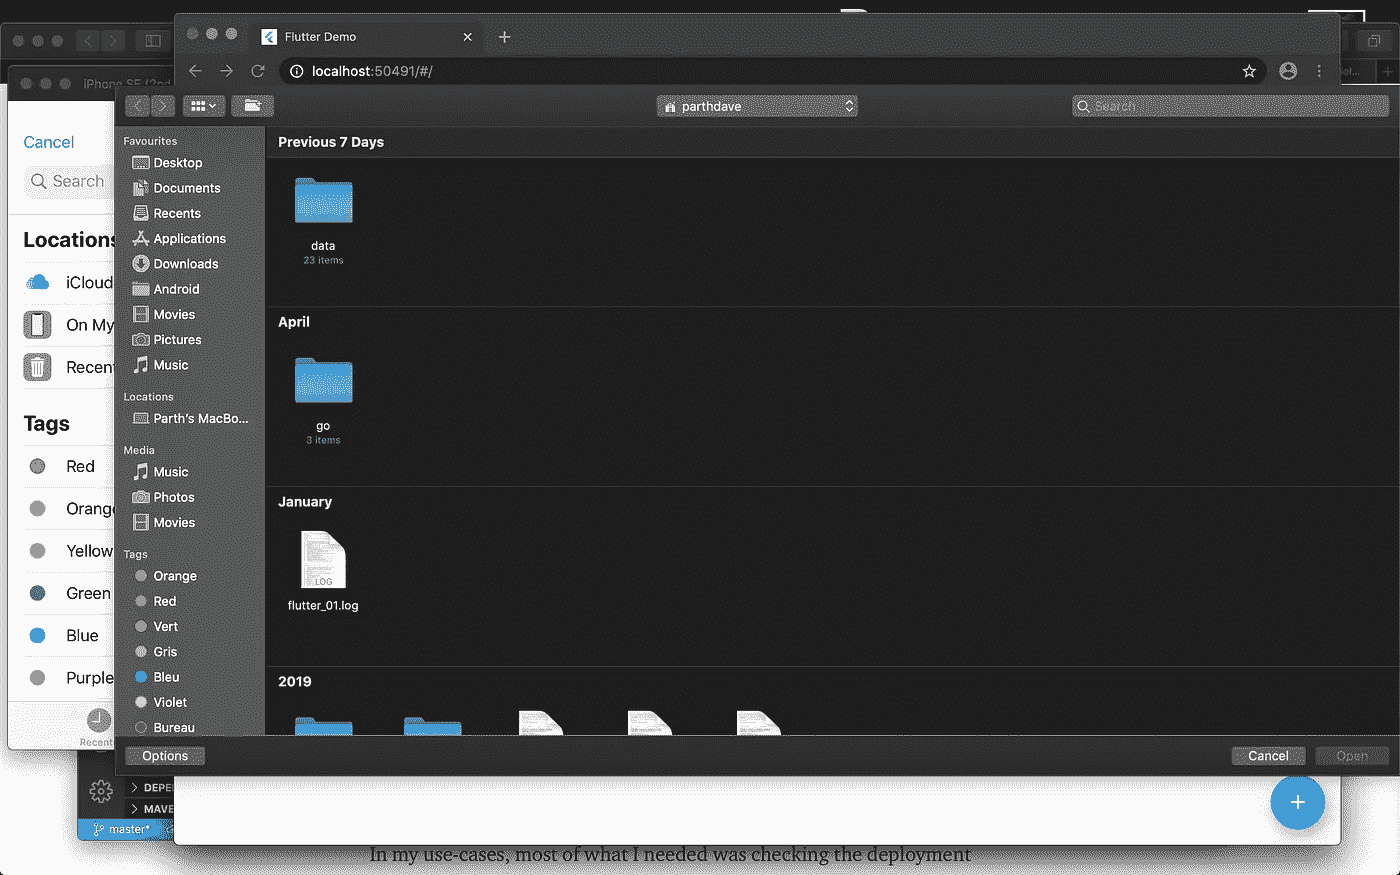 Flutter Demo
localhost:50491/#/
iPhone SE (2nd
parthdave
Search
Cancel
Search
Locations
iCloud
On My
Recent
Tags
Red
Orange
Yellow
Green
Blue
Purple
Recents
Favourites
Desktop
Documents
Recents
Applications
Downloads
Android
Movies
Pictures
Music
Locations
Parth's MacBo...
Media
Music
Photos
Movies
Tags
Orange
Red
Vert
Gris
Bleu
Violet
Bureau
Previous 7 Days
data
23 items
April
go
3 items
January
LOG
flutter_01.log
2019
Options
Cancel
Open
DEPE
MAVE
master*
In my use-cases, most of what I needed was checking the deployment